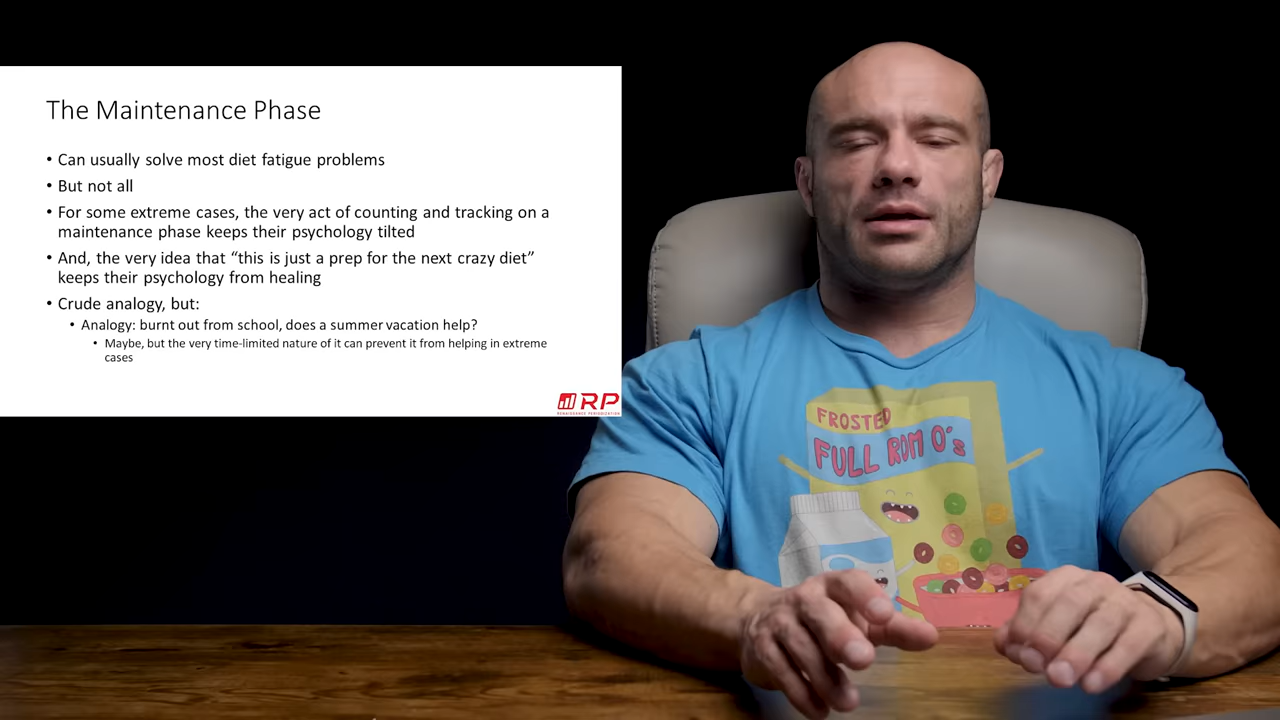 The Maintenance Phase
• Can usually solve most diet fatigue problems
• But not all
• For some extreme cases, the very act of counting and tracking on a
maintenance phase keeps their psychology tilted
• And, the very idea that “this is just a prep for the next crazy diet”
keeps their psychology from healing
• Crude analogy, but:
• Analogy: burnt out from school, does a summer vacation help?
• Maybe, but the very time-limited nature of it can prevent it from helping in extreme
cases
RP
RENAISSANCE PERIODIZATION
FROSTED
FULL ROM O's